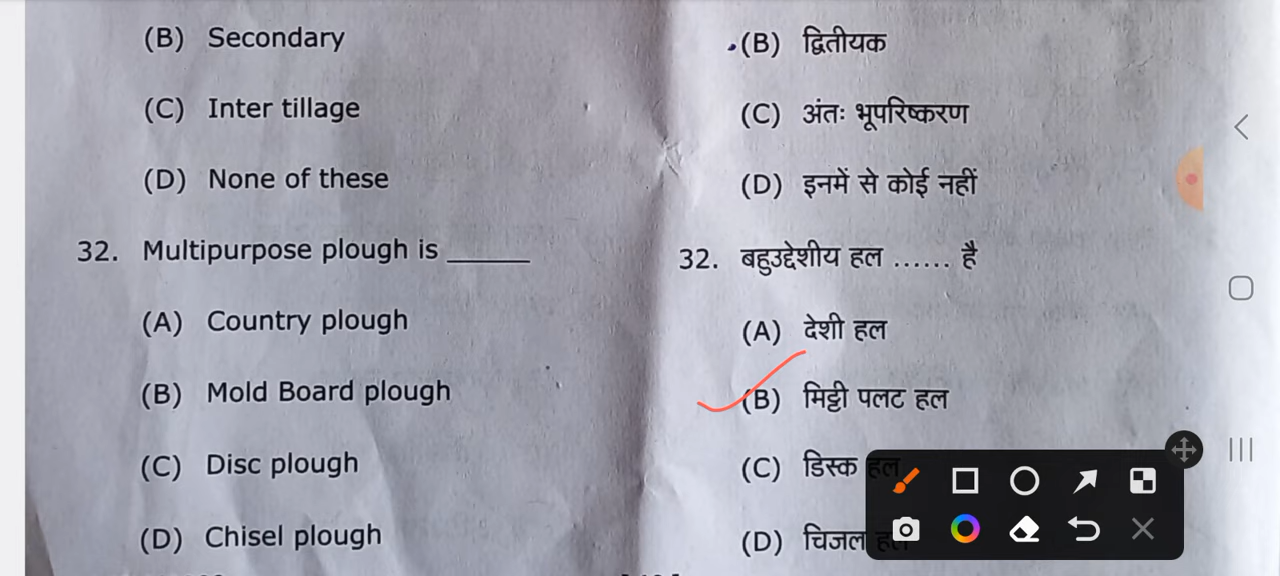 (B) Secondary
(C) Inter tillage
(D) None of these
32. Multipurpose plough is ______
(A) Country plough
(B) Mold Board plough
(C) Disc plough
(D) Chisel plough
(B) द्वितीयक
(C) अंतः भूपरिष्करण
(D) इनमें से कोई नहीं
32. बहुउद्देशीय हल ...... है
(A) देशी हल
(B) मिट्टी पलट हल
(C) डिस्क हल
(D) चिजल हल